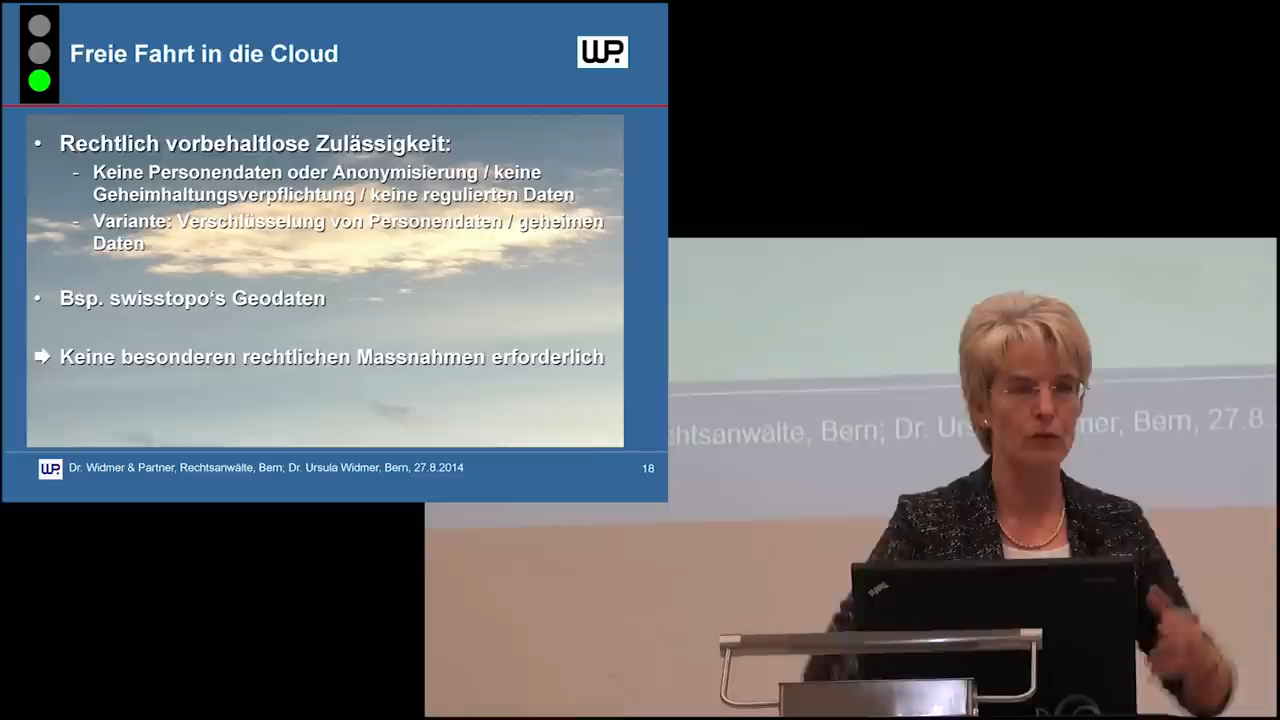 Freie Fahrt in die Cloud
WP.
• Rechtlich vorbehaltlose Zulässigkeit:
- Keine Personendaten oder Anonymisierung / keine
Geheimhaltungsverpflichtung / keine regulierten Daten
- Variante: Verschlüsselung von Personendaten / geheimen
Daten
• Bsp. swisstopo‘s Geodaten
➡ Keine besonderen rechtlichen Massnahmen erforderlich
WP. Dr. Widmer & Partner, Rechtsanwälte, Bern; Dr. Ursula Widmer, Bern, 27.8.2014
18
htsanwälte, Bern; Dr. Urs mer, Bern, 27.8.